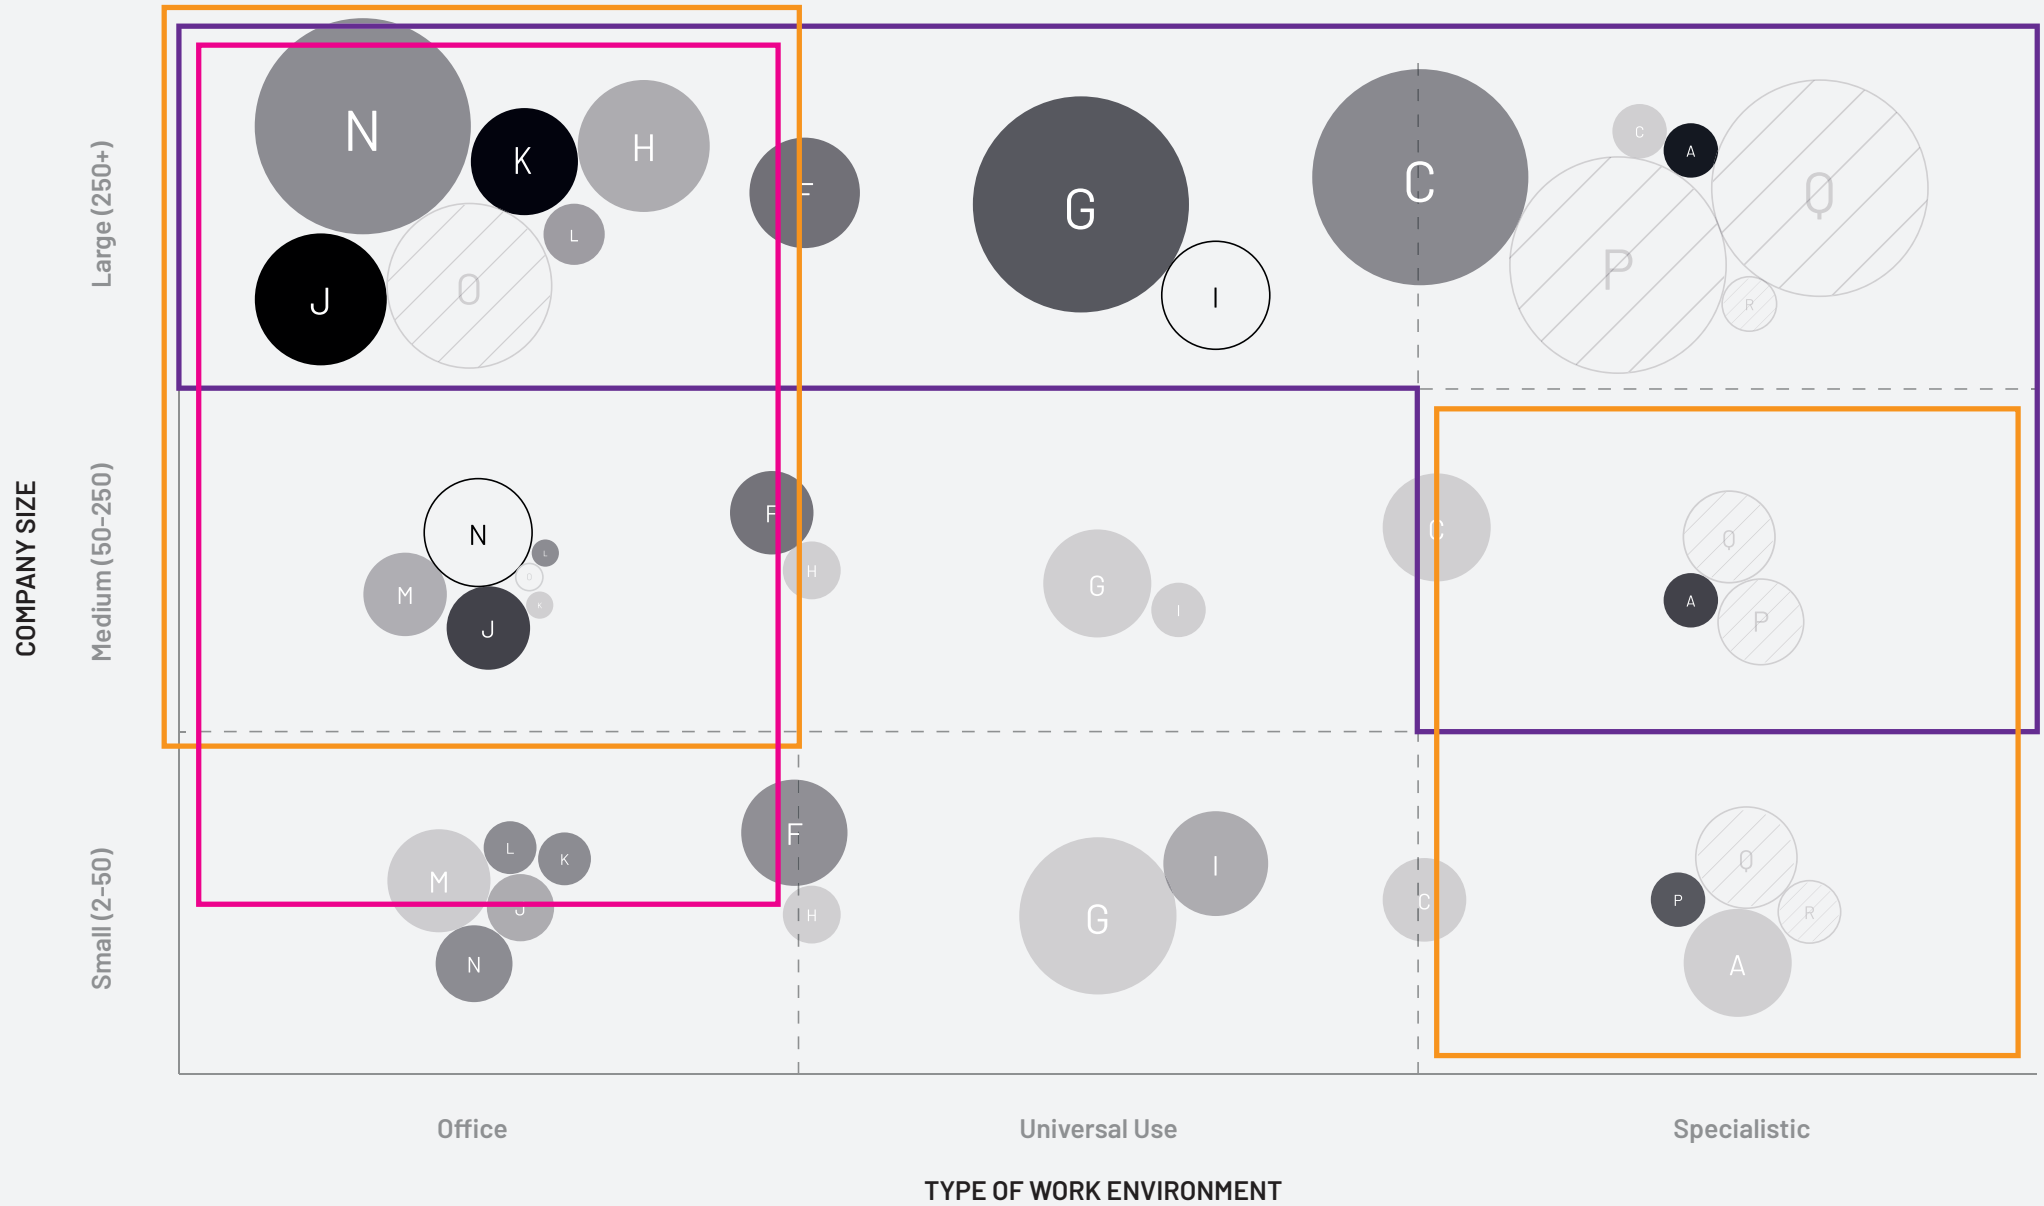 COMPANY SIZE
Large (250+)
Medium (50-250)
Small (2-50)
N
K
H
L
J
O
F
G
I
C
C
A
P
Q
R
N
L
O
K
M
J
F
H
G
I
C
Q
A
P
M
L
K
J
N
F
H
G
I
C
Q
P
R
A
Office
Universal Use
Specialistic
TYPE OF WORK ENVIRONMENT